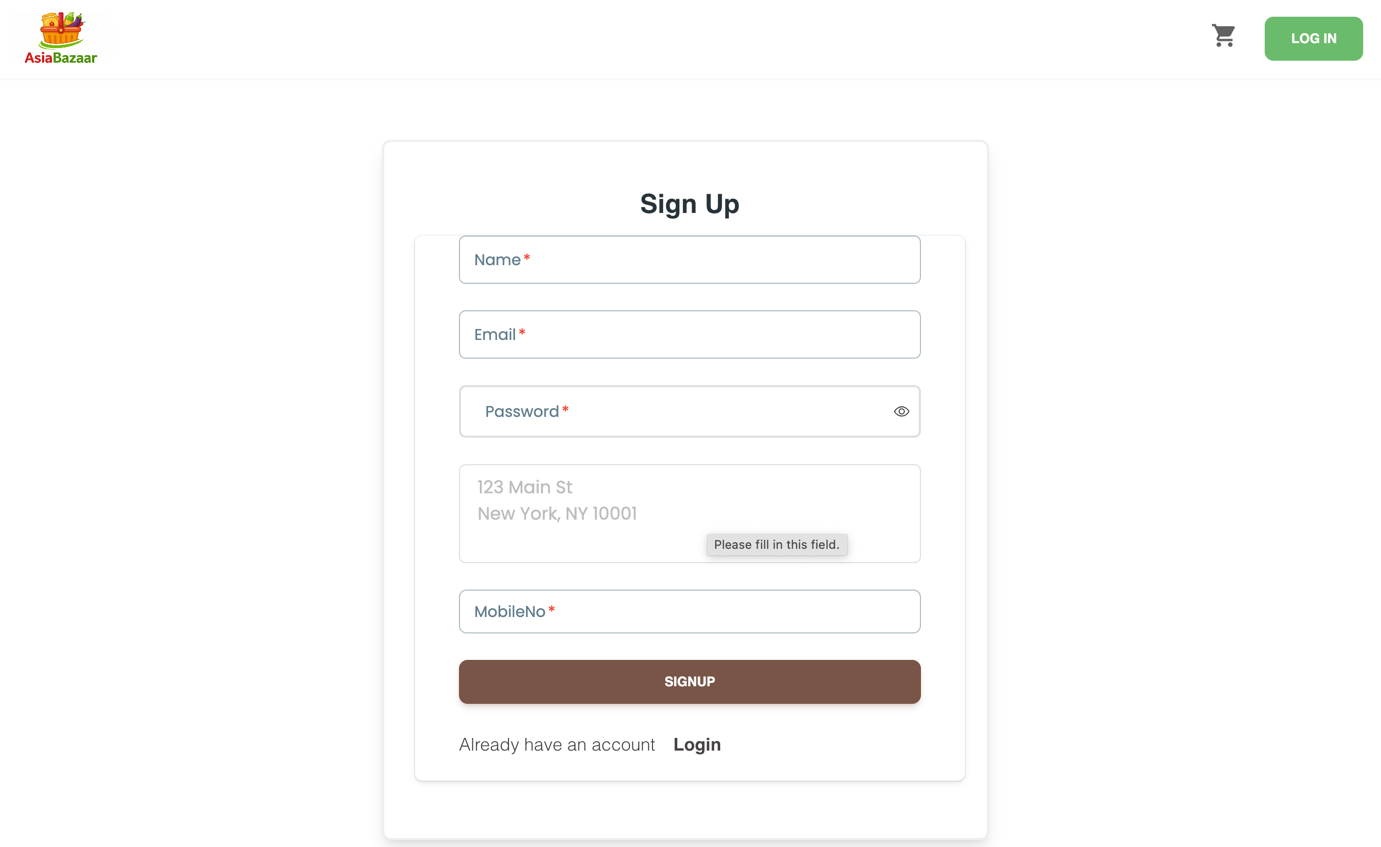 AsiaBazaar
LOG IN
Sign Up
Name*
Email*
Password*
123 Main St
New York, NY 10001
Please fill in this field.
MobileNo*
SIGNUP
Already have an account Login